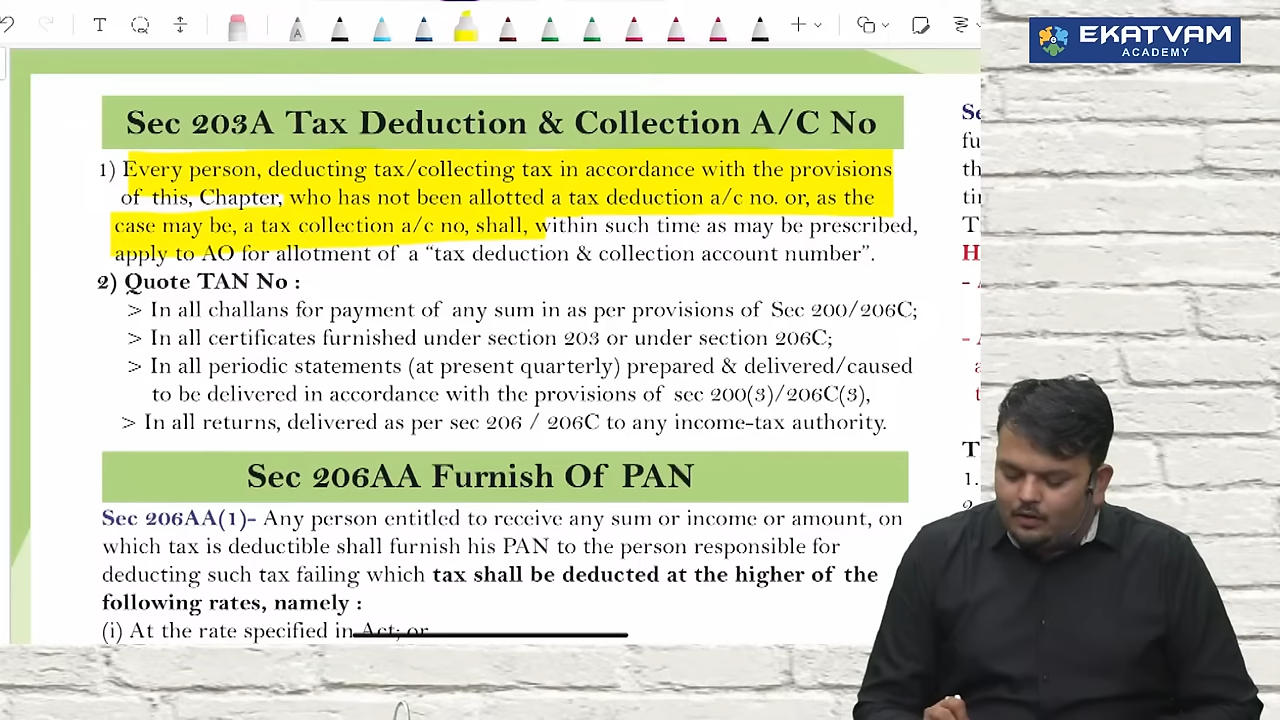 EKATVAM
ACADEMY
Sec 203A Tax Deduction & Collection A/C No
1) Every person, deducting tax/collecting tax in accordance with the provisions
of this, Chapter, who has not been allotted a tax deduction a/c no. or, as the
case may be, a tax collection a/c no, shall, within such time as may be prescribed,
apply to AO for allotment of a “tax deduction & collection account number”.
2) Quote TAN No :
> In all challans for payment of any sum in as per provisions of Sec 200/206C;
> In all certificates furnished under section 203 or under section 206C;
> In all periodic statements (at present quarterly) prepared & delivered/caused
to be delivered in accordance with the provisions of sec 200(3)/206C(3),
> In all returns, delivered as per sec 206 / 206C to any income-tax authority.
Sec 206AA Furnish Of PAN
Sec 206AA(1)- Any person entitled to receive any sum or income or amount, on
which tax is deductible shall furnish his PAN to the person responsible for
deducting such tax failing which tax shall be deducted at the higher of the
following rates, namely :
(i) At the rate specified in Act; or